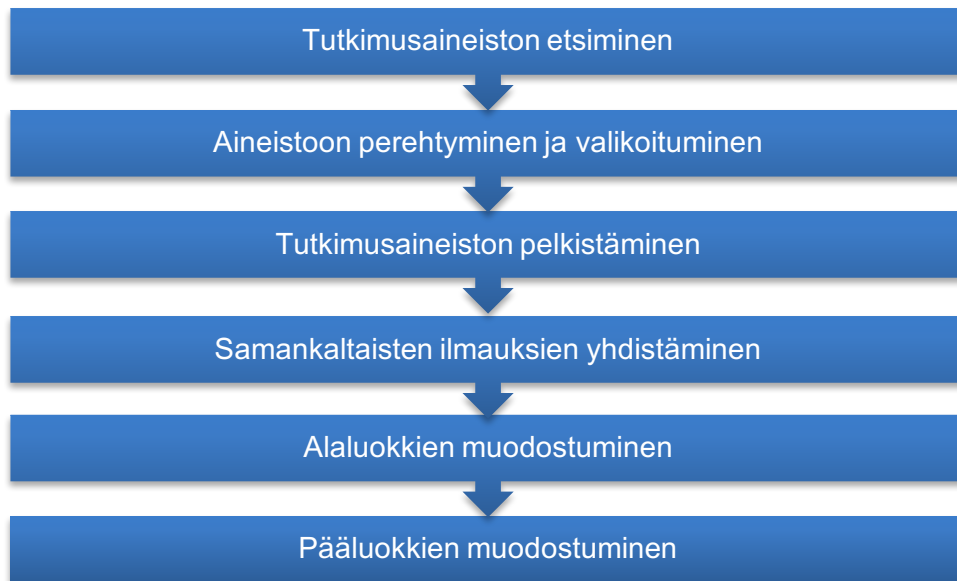 Tutkimusaineiston etsiminen
Aineistoon perehtyminen ja valikoituminen
Tutkimusaineiston pelkistäminen
Samankaltaisten ilmauksien yhdistäminen
Alaluokkien muodostuminen
Pääluokkien muodostuminen